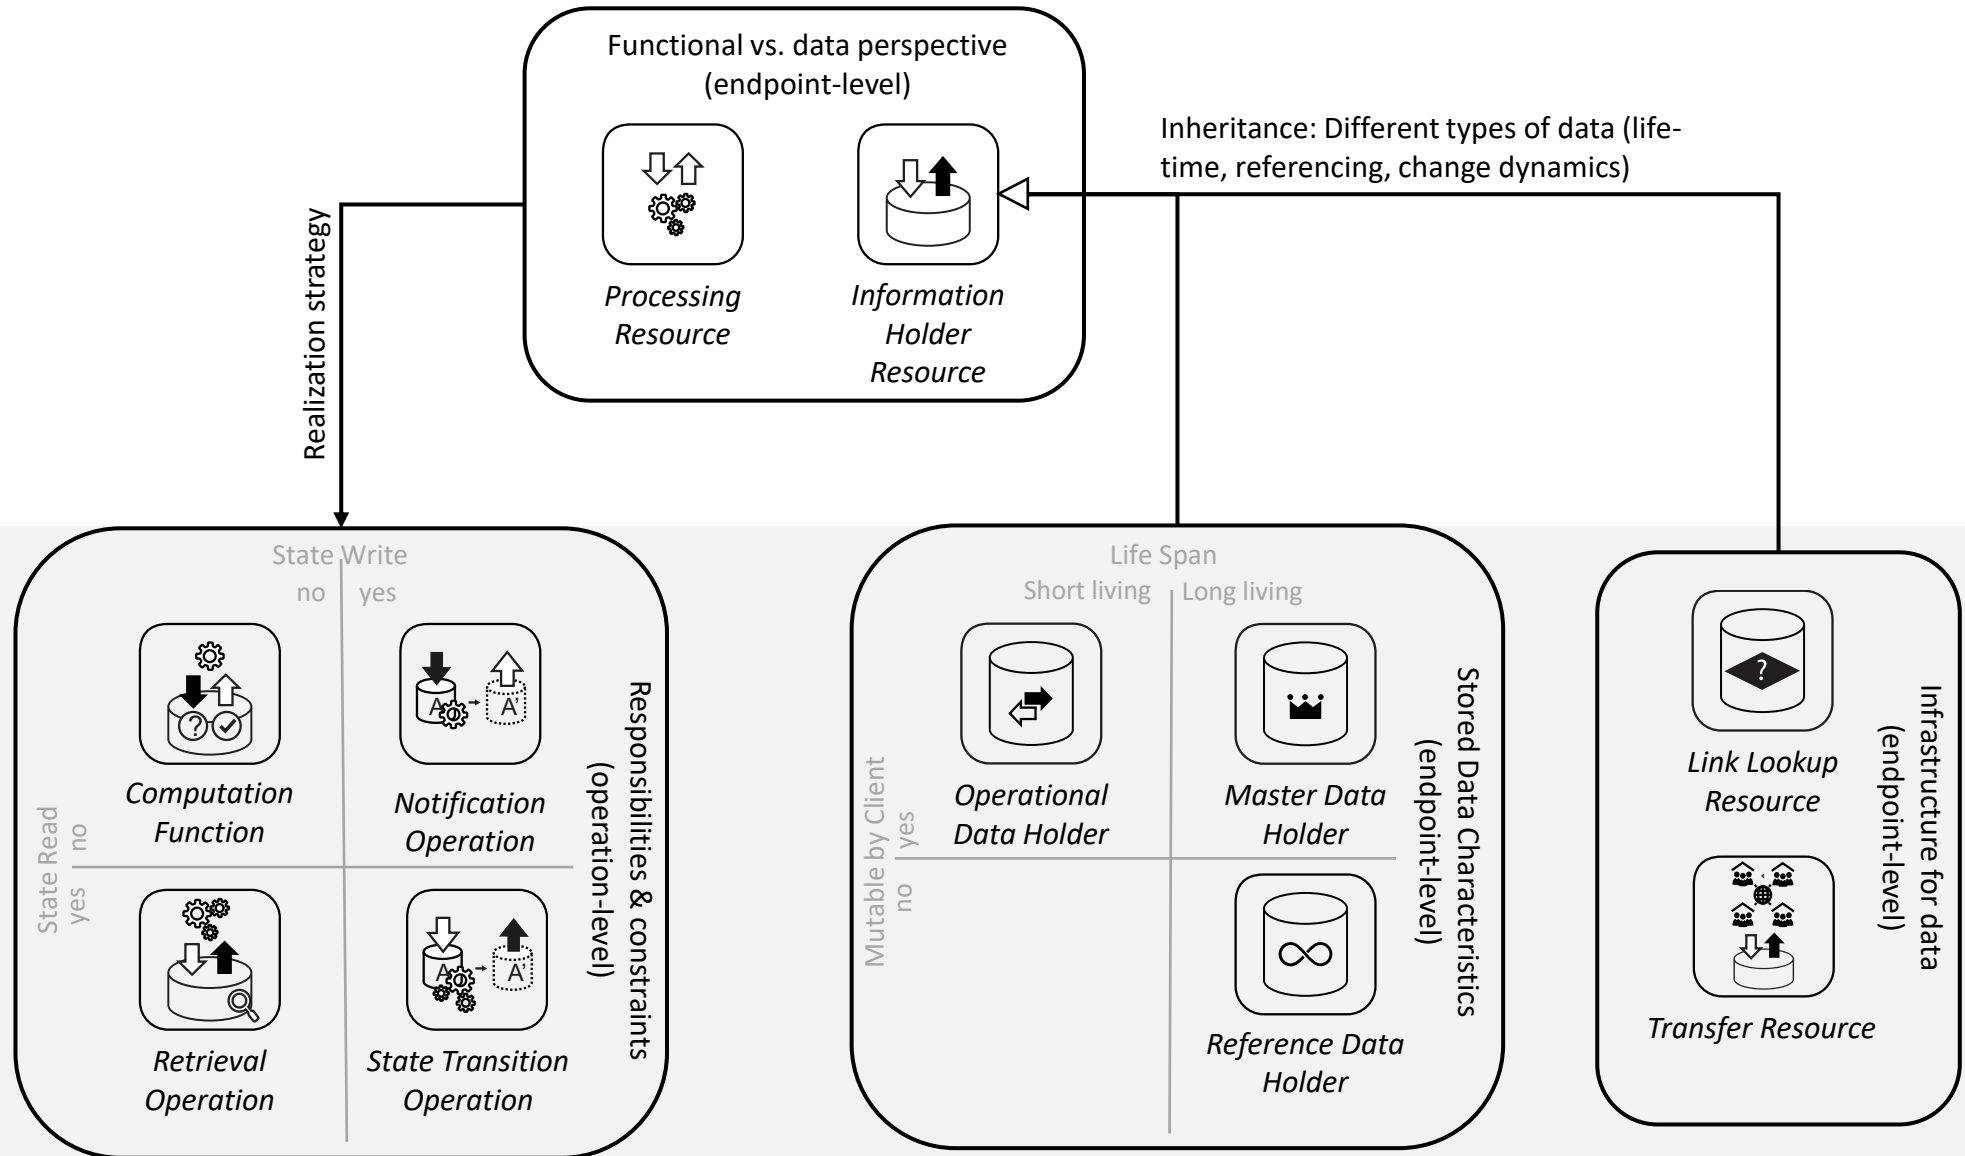 Functional vs. data perspective
(endpoint-level)
Processing
Resource
Information
Holder
Resource
Inheritance: Different types of data (life-
time, referencing, change dynamics)
Realization strategy
State Write
no
yes
State Read
no
yes
Computation
Function
A
A'
Notification
Operation
?
Retrieval
Operation
A
A'
State Transition
Operation
Responsibilities & constraints
(operation-level)
Life Span
Short living
Long living
Mutable by Client
yes
no
Operational
Data Holder
Master Data
Holder
Reference Data
Holder
Stored Data Characteristics
(endpoint-level)
?
Link Lookup
Resource
Transfer Resource
Infrastructure for data
(endpoint-level)